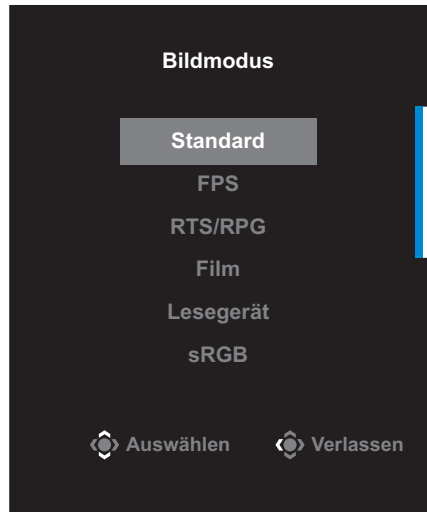 Bildmodus
Standard
FPS
RTS/RPG
Film
Lesegerät
sRGB
Auswählen Verlassen